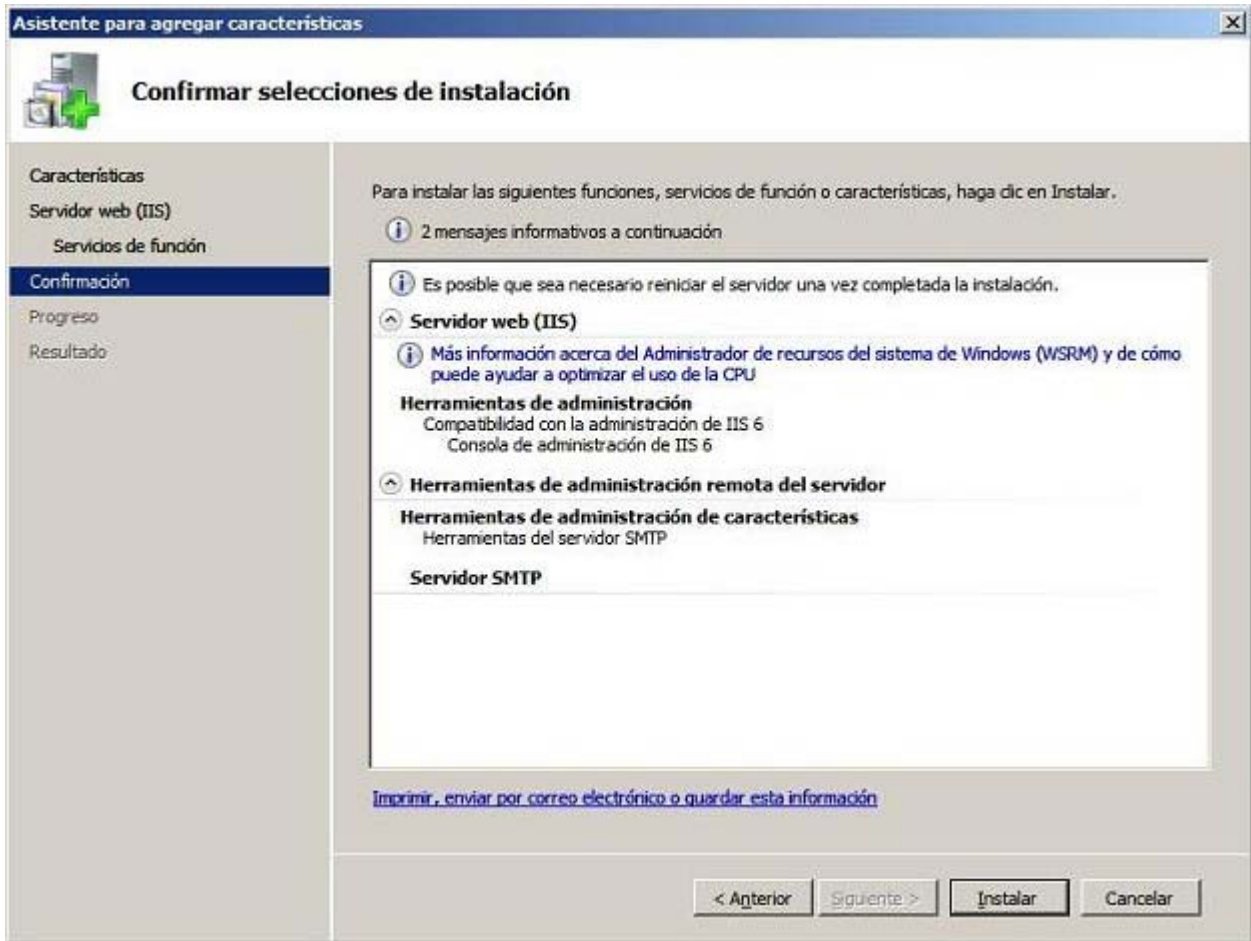 Asistente para agregar características
Confirmar selecciones de instalación
Características
Servidor web (IIS)
Servicios de función
Confirmación
Progreso
Resultado
Para instalar las siguientes funciones, servicios de función o características, haga clic en Instalar.
2 mensajes informativos a continuación
Es posible que sea necesario reiniciar el servidor una vez completada la instalación.
Servidor web (IIS)
Más información acerca del Administrador de recursos del sistema de Windows (WSRM) y de cómo
puede ayudar a optimizar el uso de la CPU
Herramientas de administración
Compatibilidad con la administración de IIS 6
Consola de administración de IIS 6
Herramientas de administración remota del servidor
Herramientas de administración de características
Herramientas del servidor SMTP
Servidor SMTP
Imprimir, enviar por correo electrónico o guardar esta información
< Anterior
Siguiente >
Instalar
Cancelar